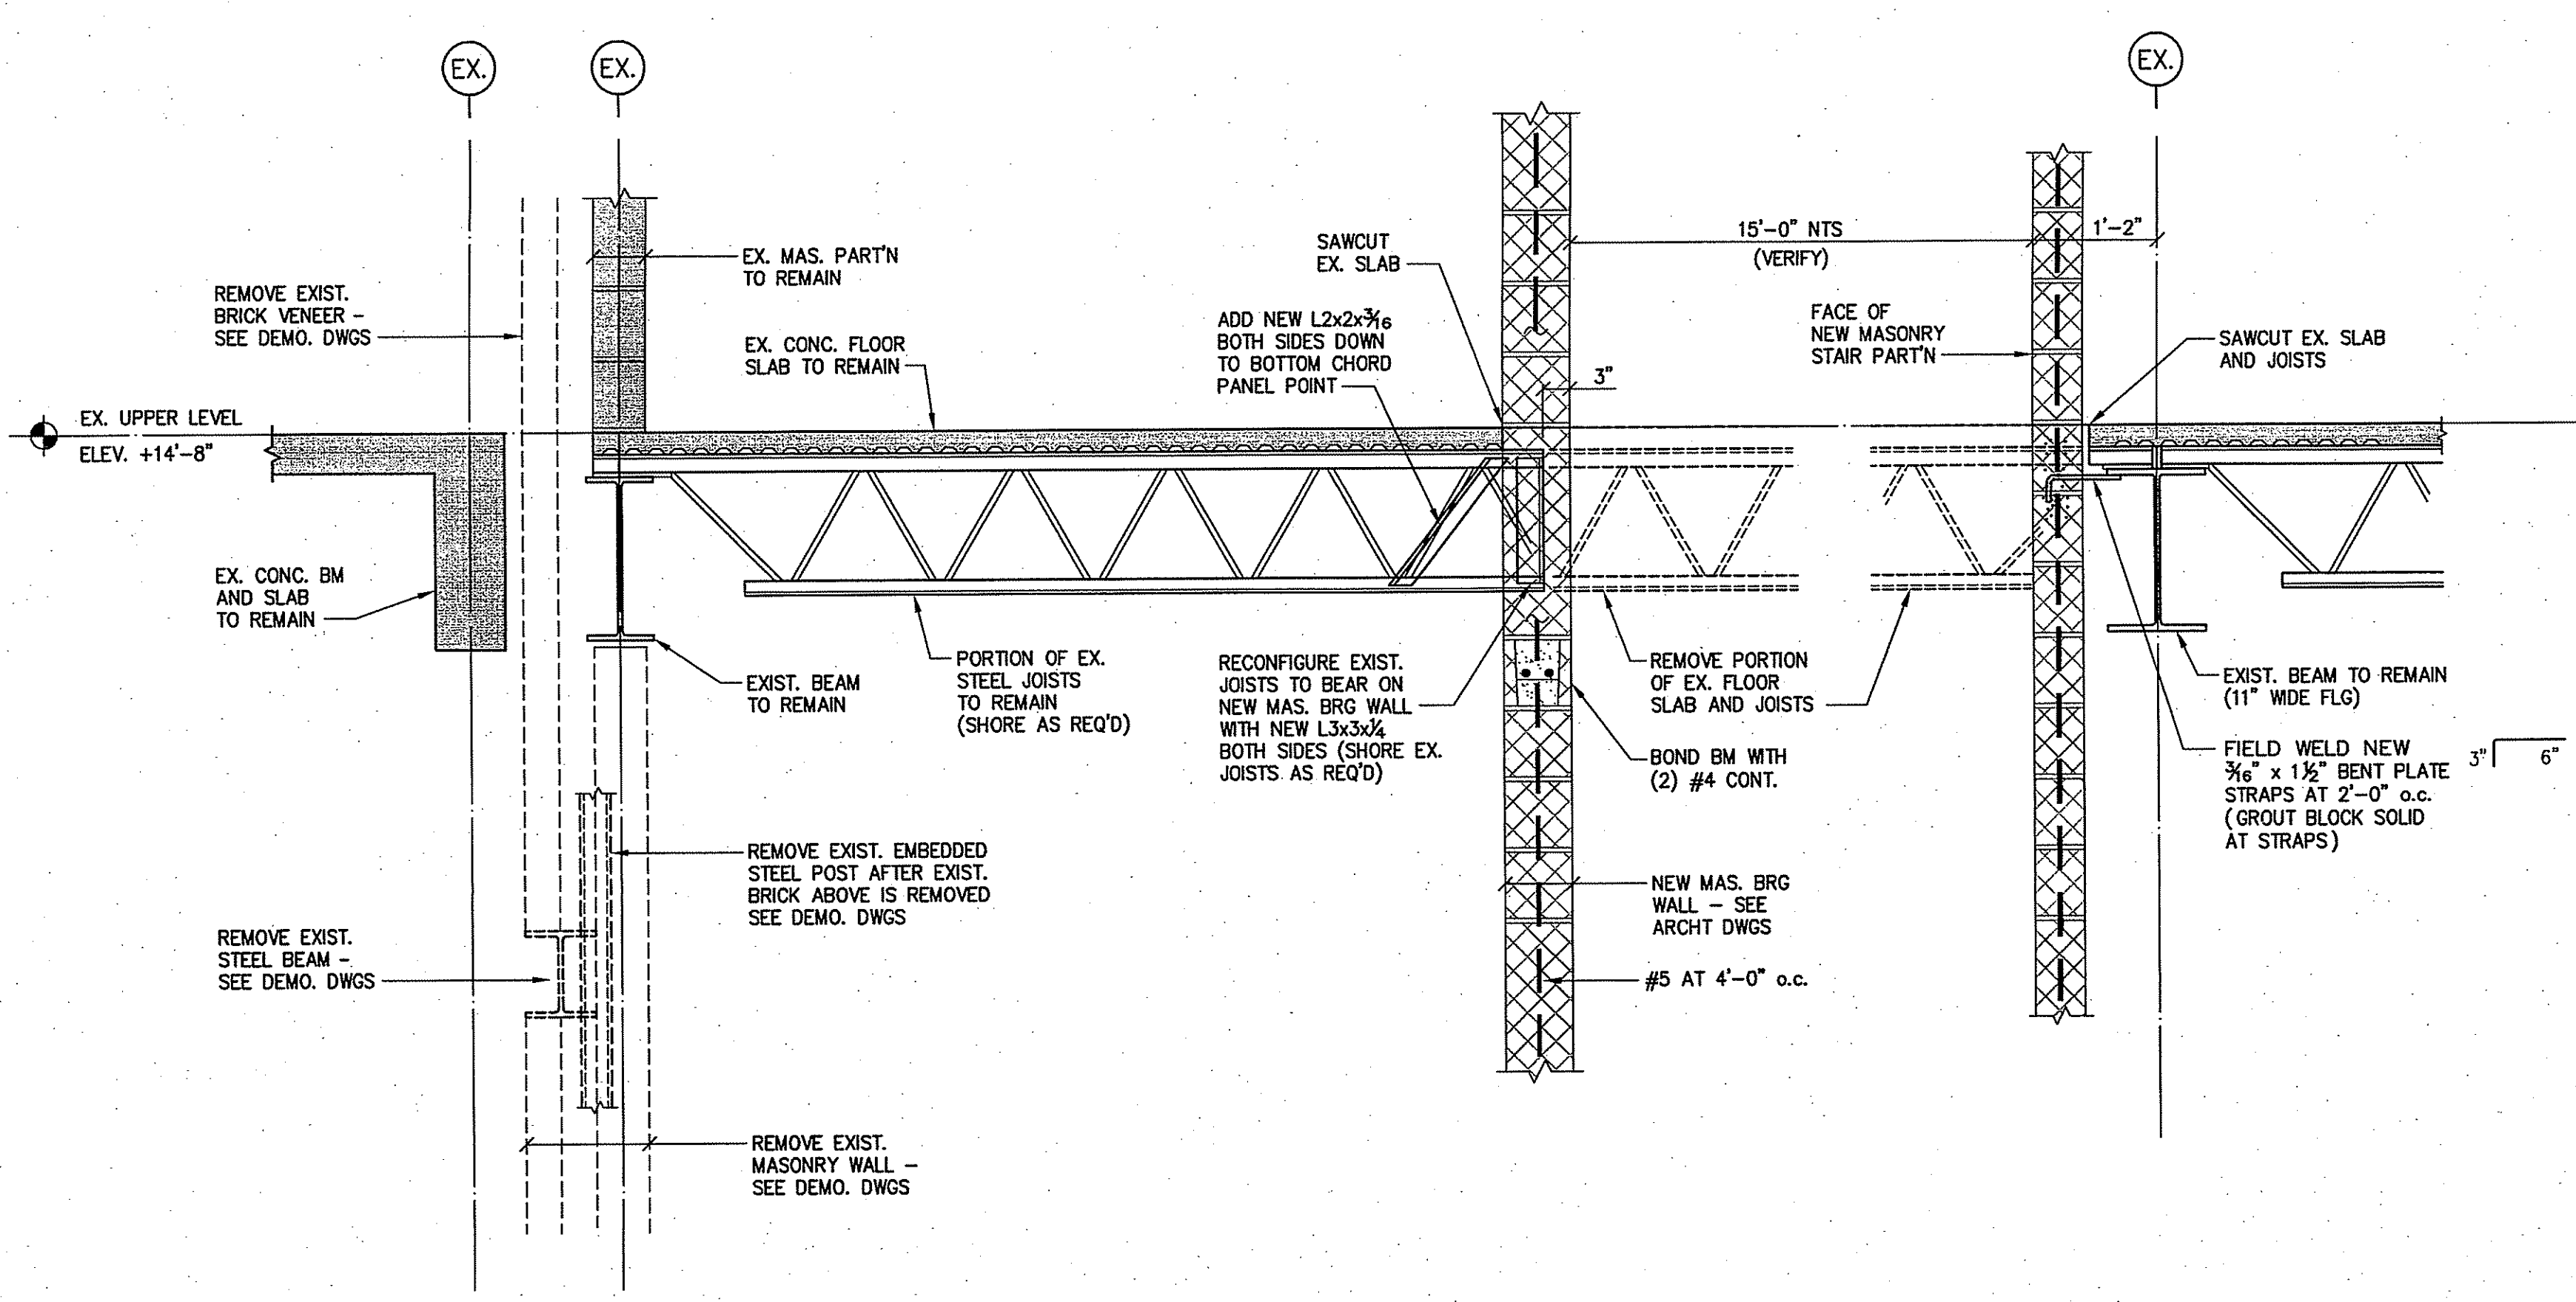 EX.
EX.
EX.
EX. MAS. PART'N
TO REMAIN
REMOVE EXIST.
BRICK VENEER –
SEE DEMO. DWGS
EX. CONC. FLOOR
SLAB TO REMAIN
SAWCUT
EX. SLAB
ADD NEW L2x2x3/16
BOTH SIDES DOWN
TO BOTTOM CHORD
PANEL POINT
3"
15'-0" NTS
(VERIFY)
1'-2"
FACE OF
NEW MASONRY
STAIR PART'N
SAWCUT EX. SLAB
AND JOISTS
EX. UPPER LEVEL
ELEV. +14'-8"
EX. CONC. BM
AND SLAB
TO REMAIN
EXIST. BEAM
TO REMAIN
PORTION OF EX.
STEEL JOISTS
TO REMAIN
(SHORE AS REQ'D)
RECONFIGURE EXIST.
JOISTS TO BEAR ON
NEW MAS. BRG WALL
WITH NEW L3x3x1/4
BOTH SIDES (SHORE EX.
JOISTS AS REQ'D)
REMOVE PORTION
OF EX. FLOOR
SLAB AND JOISTS
BOND BM WITH
(2) #4 CONT.
EXIST. BEAM TO REMAIN
(11" WIDE FLG)
FIELD WELD NEW
3/16" x 1 1/2" BENT PLATE
STRAPS AT 2'-0" o.c.
(GROUT BLOCK SOLID
AT STRAPS)
3" 6"
REMOVE EXIST. EMBEDDED
STEEL POST AFTER EXIST.
BRICK ABOVE IS REMOVED
SEE DEMO. DWGS
NEW MAS. BRG
WALL – SEE
ARCHT DWGS
#5 AT 4'-0" o.c.
REMOVE EXIST.
STEEL BEAM –
SEE DEMO. DWGS
REMOVE EXIST.
MASONRY WALL –
SEE DEMO. DWGS